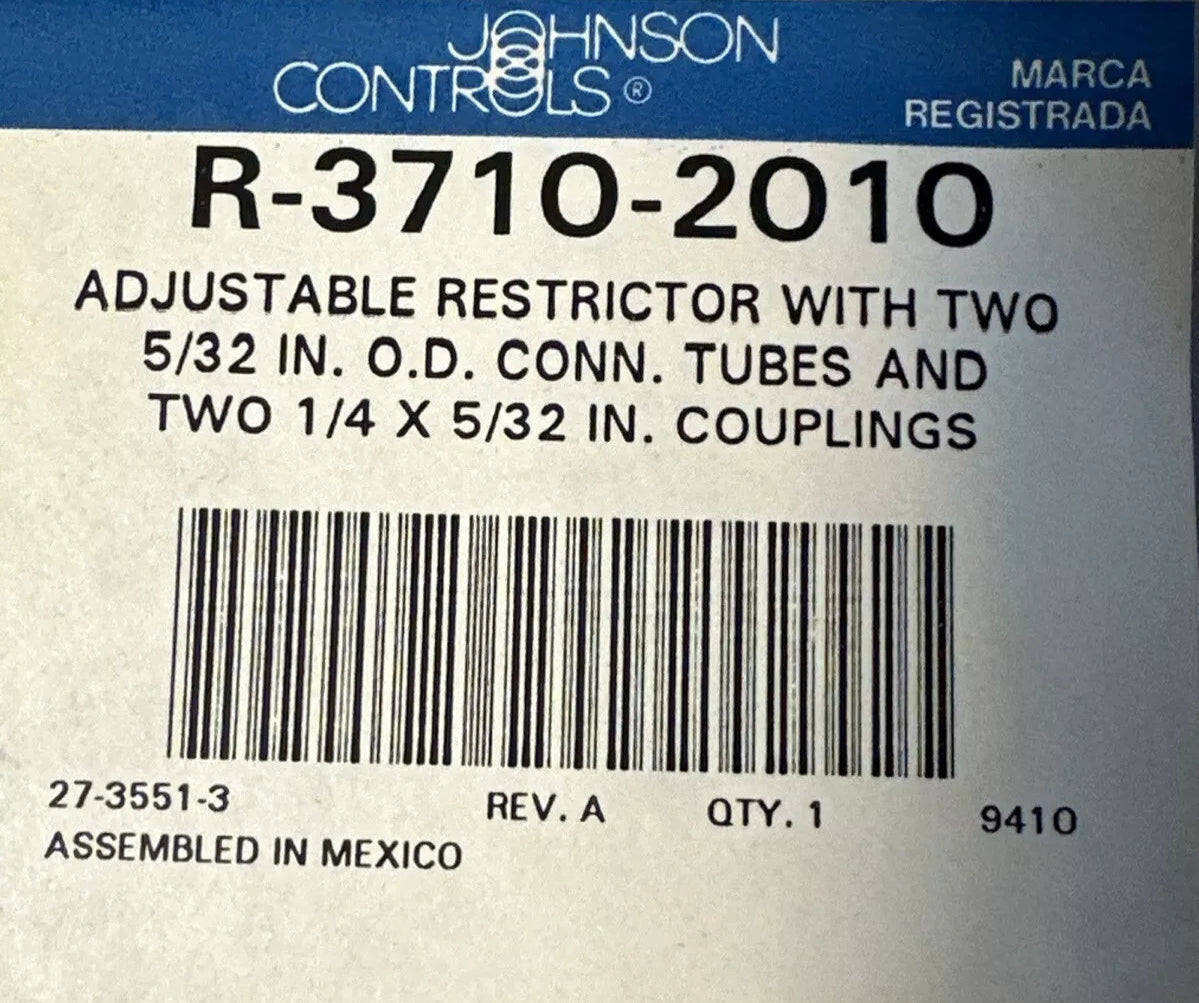 JOHNSON
CONTROLS®
MARCA
REGISTRADA
R-3710-2010
ADJUSTABLE RESTRICTOR WITH TWO
5/32 IN. O.D. CONN. TUBES AND
TWO 1/4 X 5/32 IN. COUPLINGS
27-3551-3 REV. A QTY. 1 9410
ASSEMBLED IN MEXICO